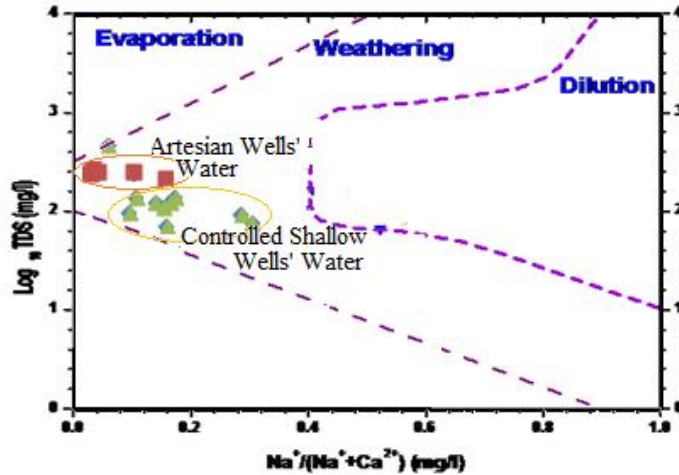 Evaporation
Weathering
Dilution
Artesian Wells'
Water
Controlled Shallow
Wells' Water
Log 10 TDS (mg/l)
4
3
2
1
0
4
3
2
1
0
0.0 0.2 0.4 0.6 0.8 1.0
Na⁺/(Na⁺+Ca²⁺) (mg/l)